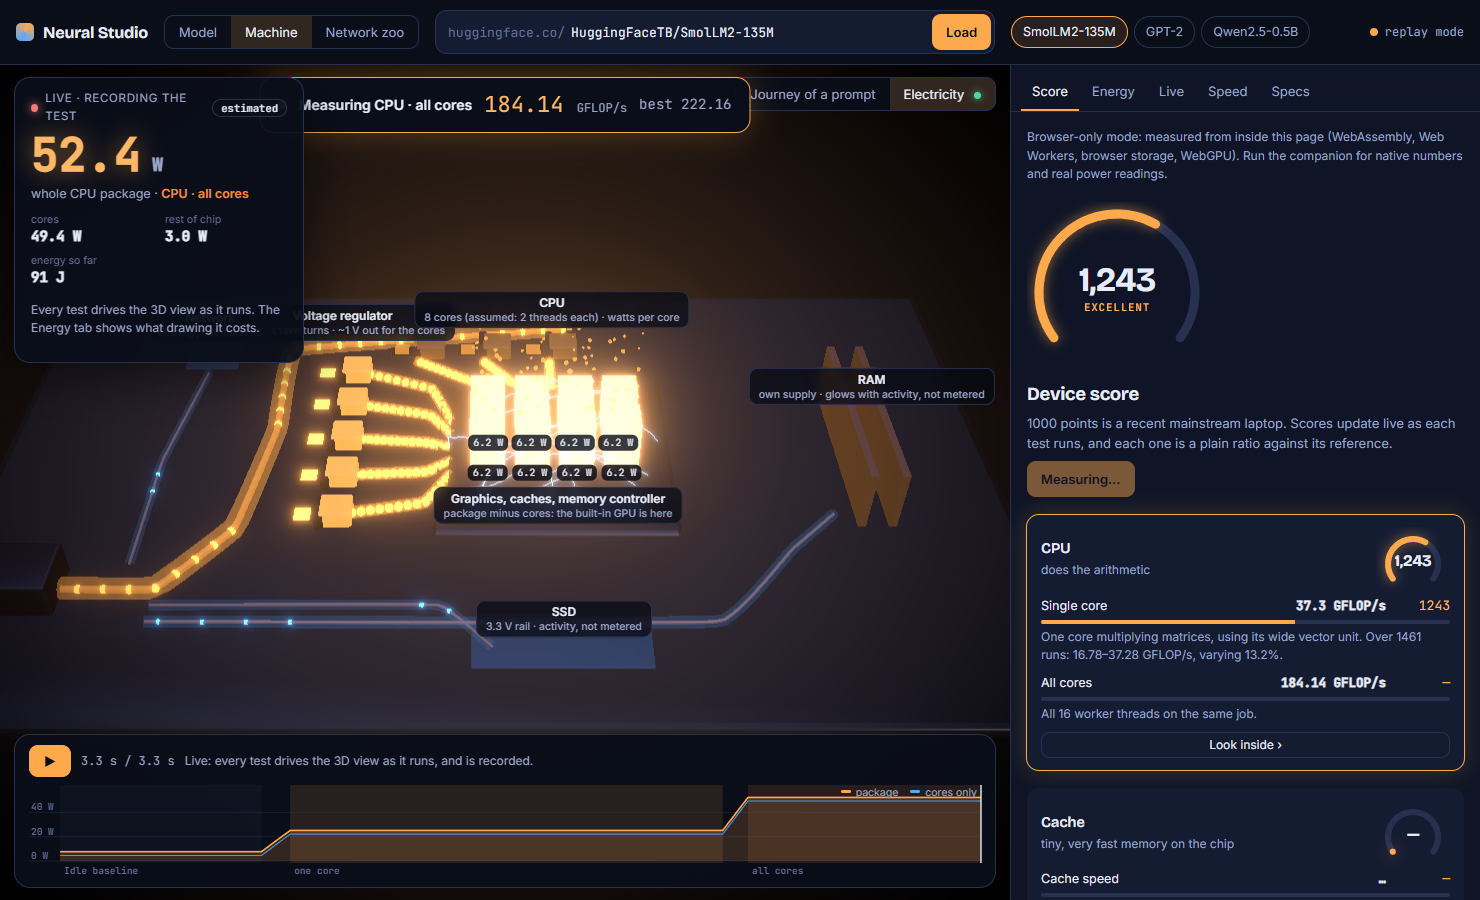 Neural Studio
Model
Machine
Network zoo
huggingface.co/ HuggingFaceTB/SmolLM2-135M
Load
SmolLM2-135M
GPT-2
Qwen2.5-0.5B
replay mode
LIVE · RECORDING THE
TEST
estimated
52.4 W
whole CPU package · CPU · all cores
cores
49.4 W
rest of chip
3.0 W
energy so far
91 J
Every test drives the 3D view as it runs. The
Energy tab shows what drawing it costs.
Measuring CPU · all cores 184.14 GFLOP/s best 222.16
Journey of a prompt
Electricity
Voltage regulator
turns · ~1 V out for the cores
CPU
8 cores (assumed: 2 threads each) · watts per core
RAM
own supply · glows with activity, not metered
6.2 W 6.2 W 6.2 W 6.2 W
6.2 W 6.2 W 6.2 W 6.2 W
Graphics, caches, memory controller
package minus cores: the built-in GPU is here
SSD
3.3 V rail · activity, not metered
3.3 s / 3.3 s Live: every test drives the 3D view as it runs, and is recorded.
package cores only
40 W
20 W
0 W
Idle baseline
one core
all cores
Score
Energy
Live
Speed
Specs
Browser-only mode: measured from inside this page (WebAssembly, Web
Workers, browser storage, WebGPU). Run the companion for native numbers
and real power readings.
1,243
EXCELLENT
Device score
1000 points is a recent mainstream laptop. Scores update live as each
test runs, and each one is a plain ratio against its reference.
Measuring...
CPU
does the arithmetic
1,243
Single core 37.3 GFLOP/s 1243
One core multiplying matrices, using its wide vector unit. Over 1461
runs: 16.78–37.28 GFLOP/s, varying 13.2%.
All cores 184.14 GFLOP/s –
All 16 worker threads on the same job.
Look inside ›
Cache
tiny, very fast memory on the chip
–
Cache speed … –